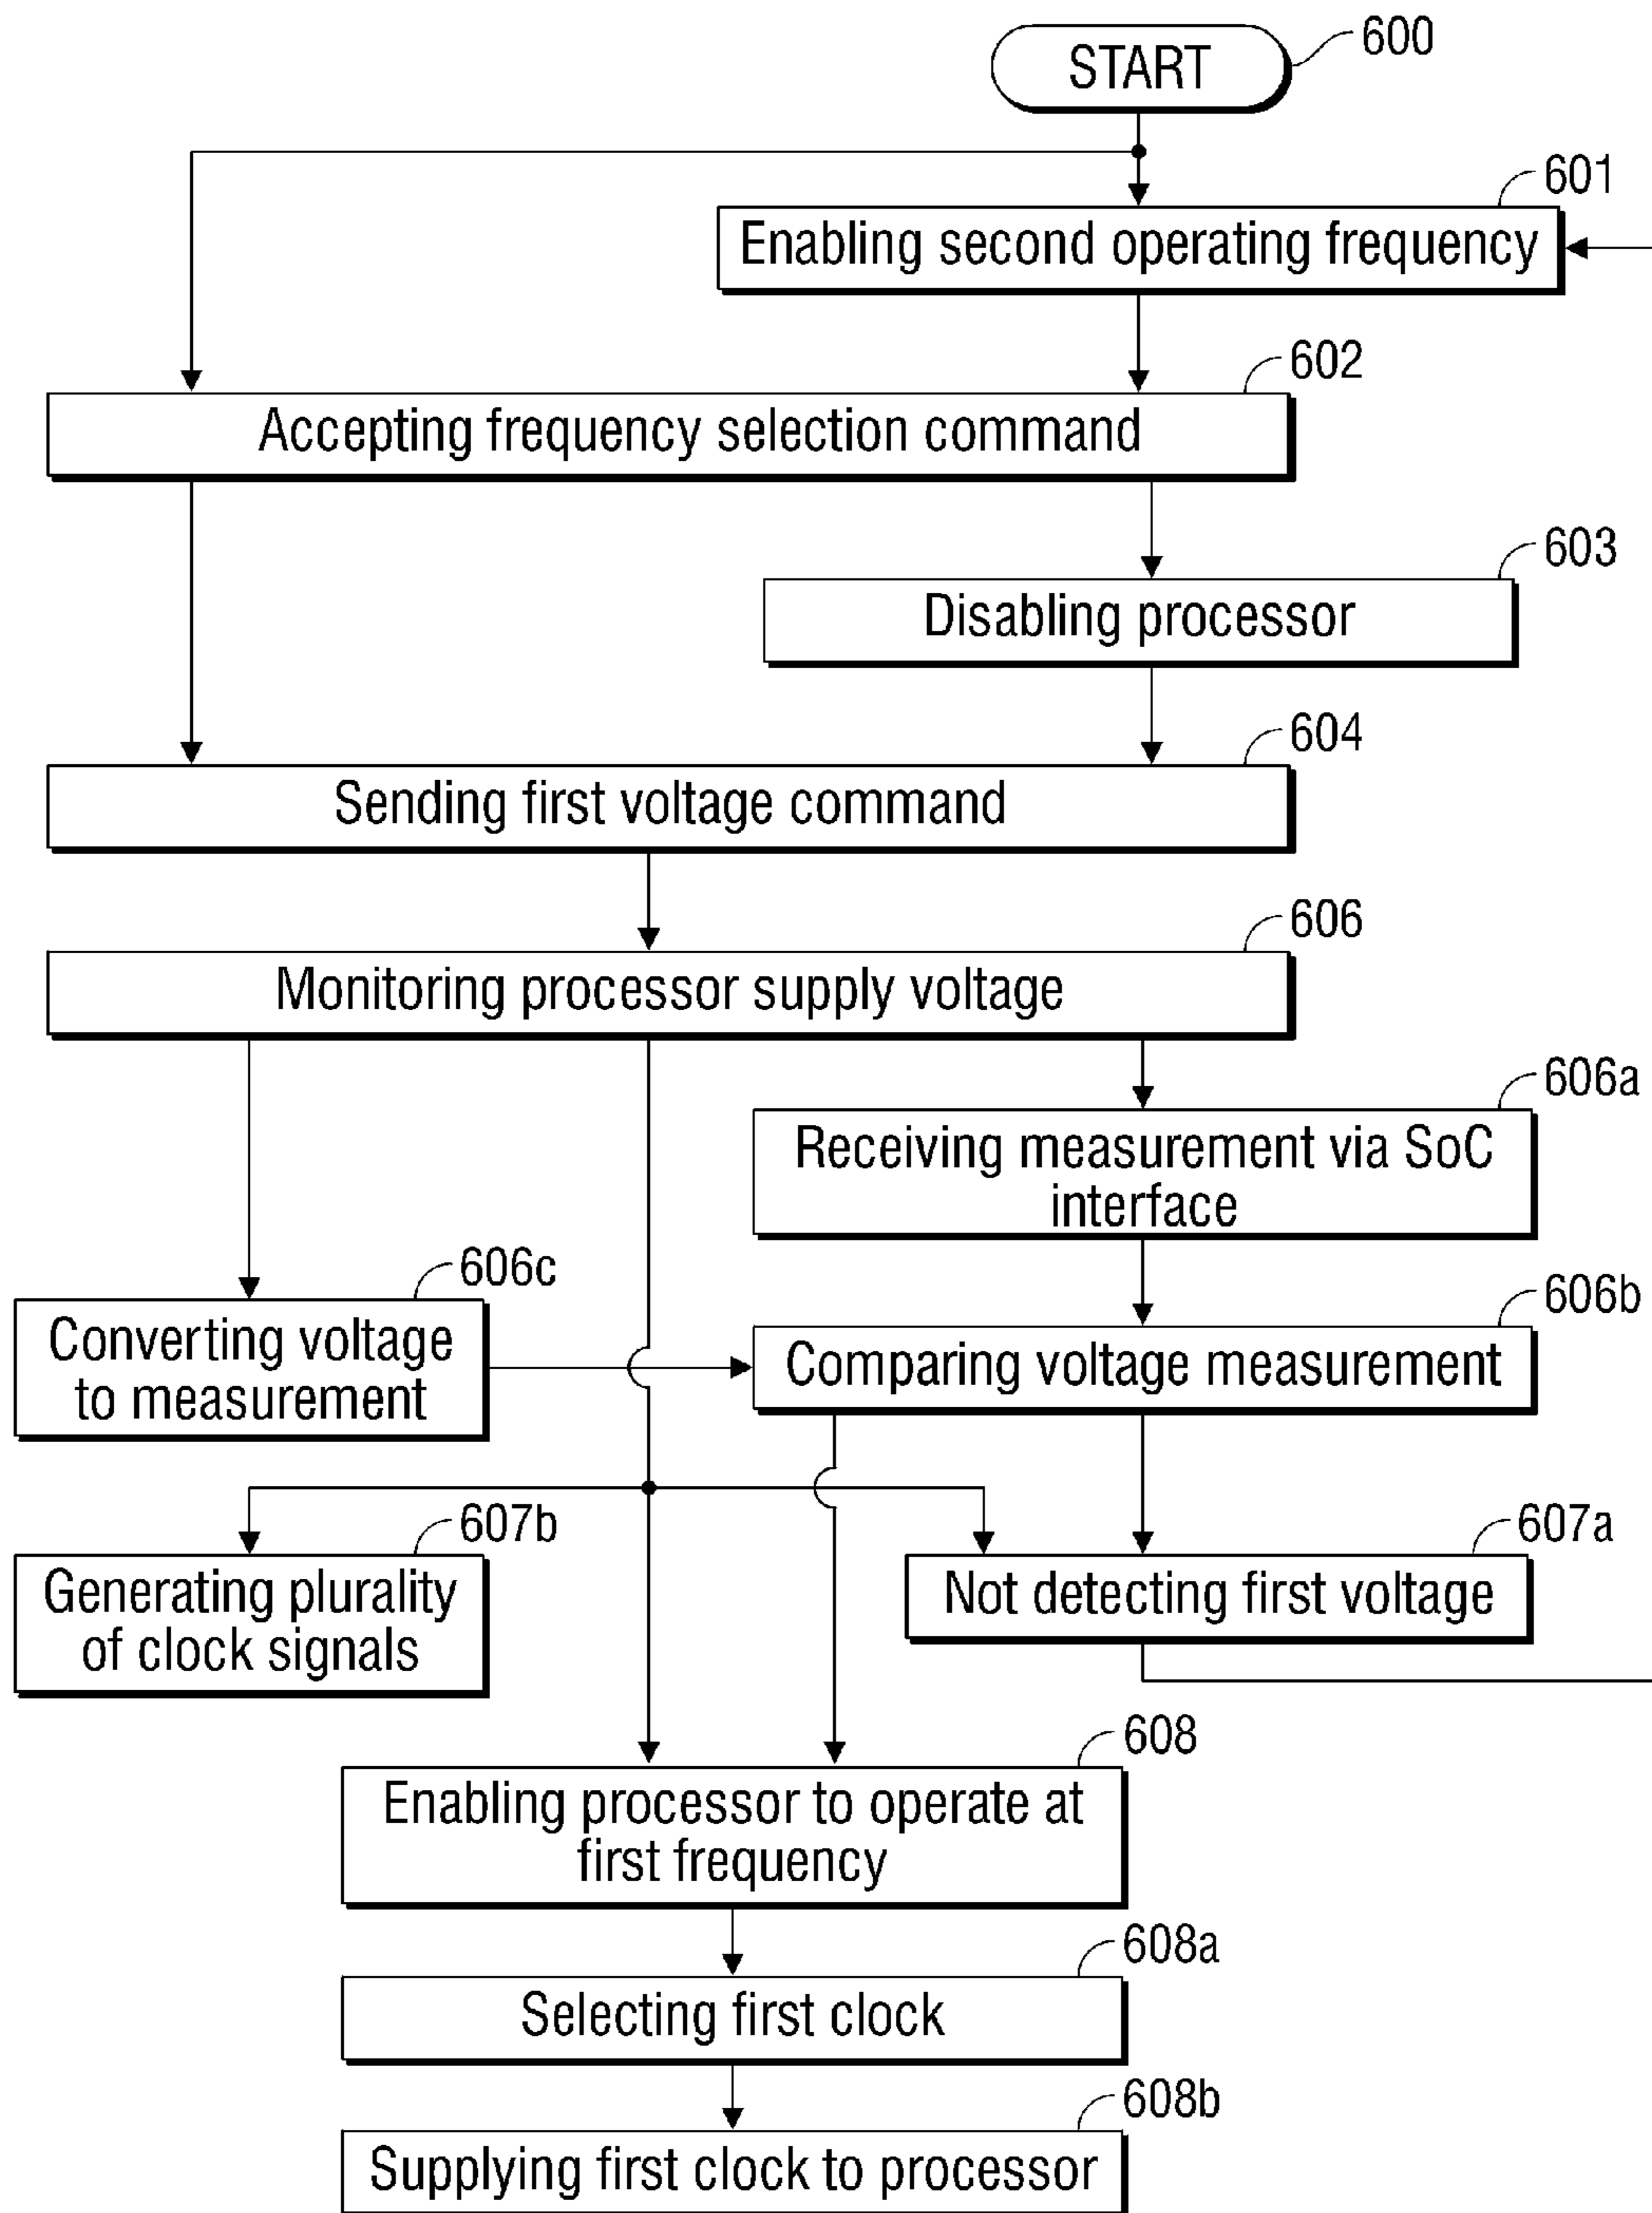 START
600
601
Enabling second operating frequency
602
Accepting frequency selection command
603
Disabling processor
604
Sending first voltage command
606
Monitoring processor supply voltage
606a
Receiving measurement via SoC
interface
606c
Converting voltage
to measurement
606b
Comparing voltage measurement
607b
Generating plurality
of clock signals
607a
Not detecting first voltage
608
Enabling processor to operate at
first frequency
608a
Selecting first clock
608b
Supplying first clock to processor